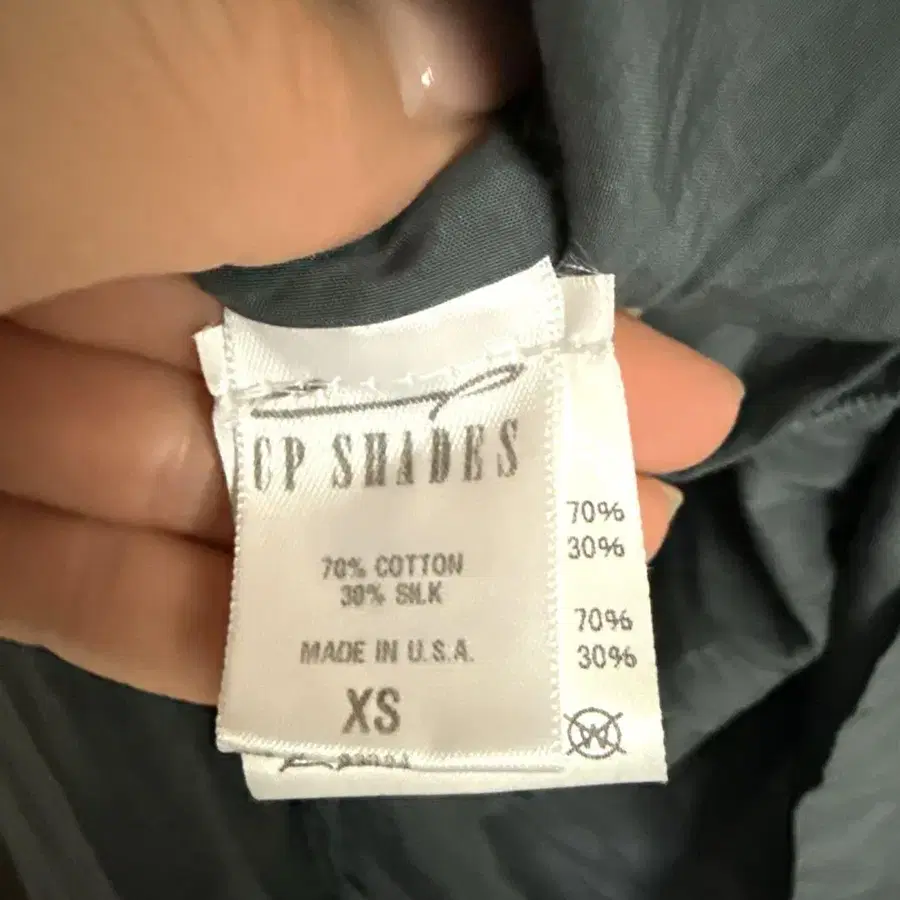 CP SHADES
70% COTTON
30% SILK
MADE IN U.S.A.
XS
70%
30%
70%
30%
W